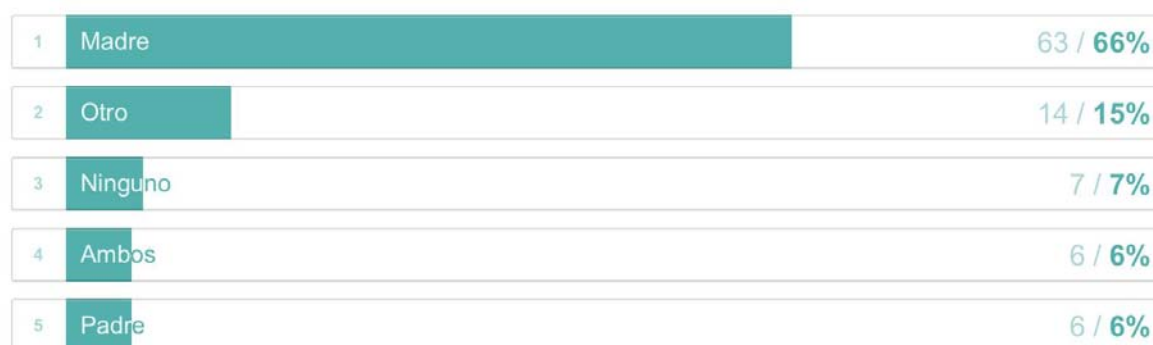 1 Madre 63 / 66%
2 Otro 14 / 15%
3 Ninguno 7 / 7%
4 Ambos 6 / 6%
5 Padre 6 / 6%